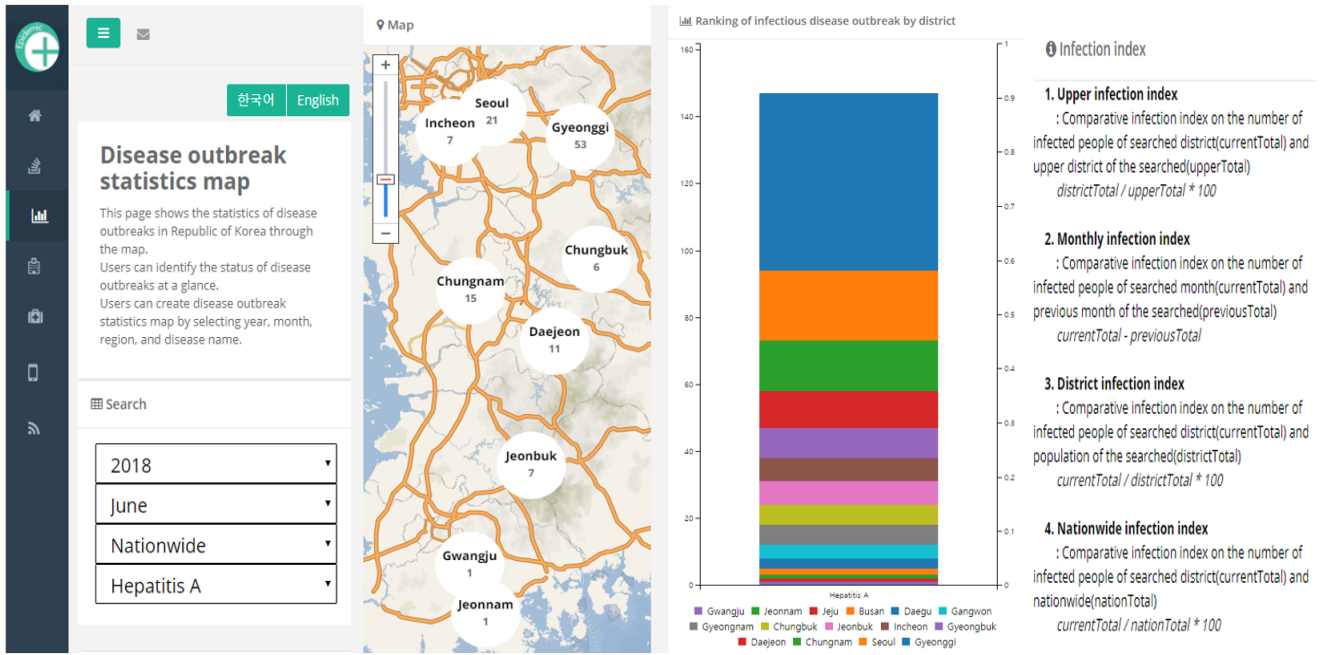 Epidemic
한국어
English
Disease outbreak
statistics map
This page shows the statistics of disease
outbreaks in Republic of Korea through
the map.
Users can identify the status of disease
outbreaks at a glance.
Users can create disease outbreak
statistics map by selecting year, month,
region, and disease name.
Search
2018
June
Nationwide
Hepatitis A
Map
+
−
Seoul
21
Incheon
7
Gyeonggi
53
Chungbuk
6
Chungnam
15
Daejeon
11
Jeonbuk
7
Gwangju
1
Jeonnam
1
Ranking of infectious disease outbreak by district
160
140
120
100
80
60
40
20
0
1
0.9
0.8
0.7
0.6
0.5
0.4
0.3
0.2
0.1
0
Hepatitis A
Gwangju Jeonnam Jeju Busan Daegu Gangwon
Gyeongnam Chungbuk Jeonbuk Incheon Gyeongbuk
Daejeon Chungnam Seoul Gyeonggi
Infection index
1. Upper infection index
: Comparative infection index on the number of
infected people of searched district(currentTotal) and
upper district of the searched(upperTotal)
districtTotal / upperTotal * 100
2. Monthly infection index
: Comparative infection index on the number of
infected people of searched month(currentTotal) and
previous month of the searched(previousTotal)
currentTotal - previousTotal
3. District infection index
: Comparative infection index on the number of
infected people of searched district(currentTotal) and
population of the searched(districtTotal)
currentTotal / districtTotal * 100
4. Nationwide infection index
: Comparative infection index on the number of
infected people of searched district(currentTotal) and
nationwide(nationTotal)
currentTotal / nationTotal * 100